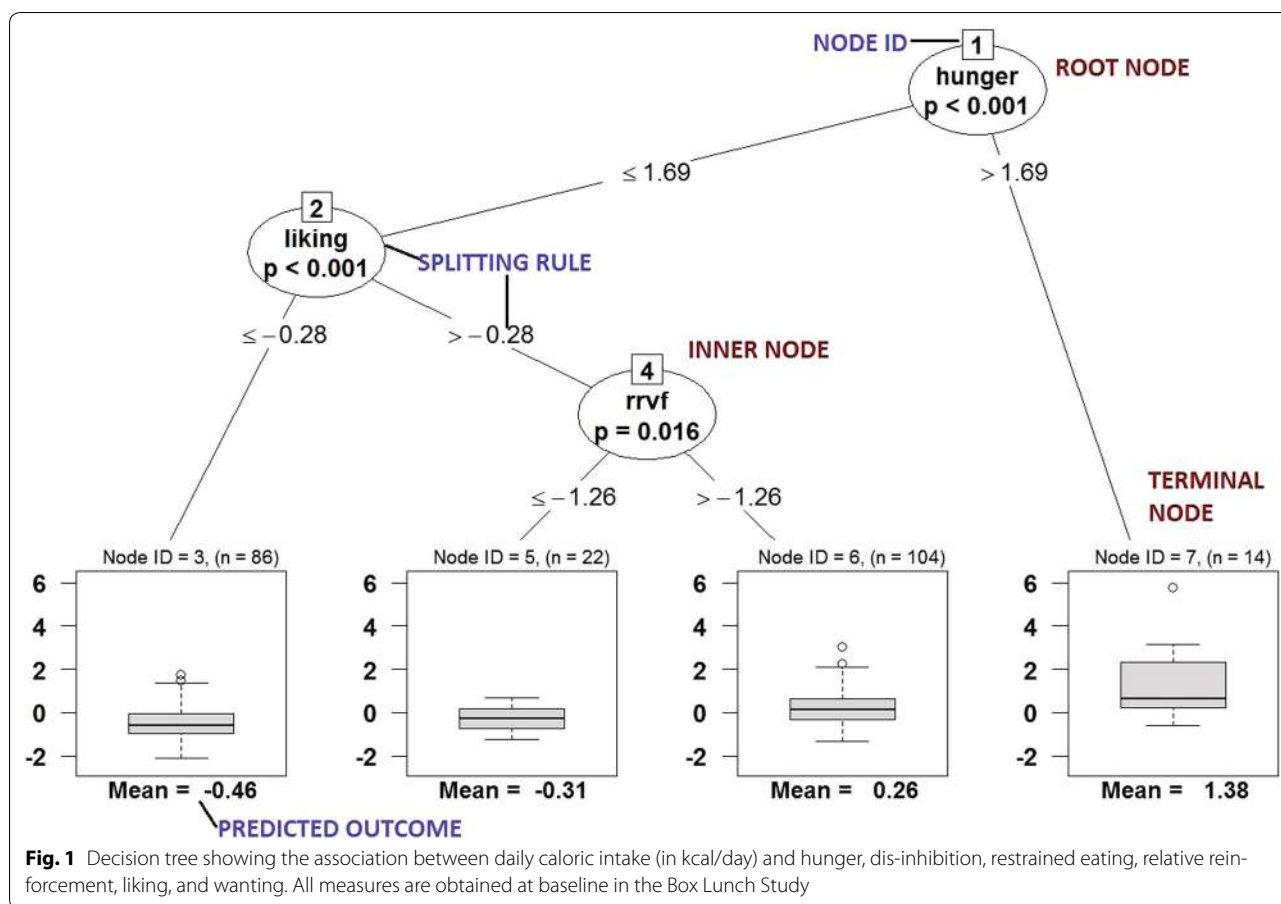 NODE ID
1
hunger
p < 0.001
ROOT NODE
≤ 1.69
> 1.69
2
liking
p < 0.001
SPLITTING RULE
≤ −0.28
> −0.28
INNER NODE
4
rrvf
p = 0.016
≤ −1.26
> −1.26
TERMINAL
NODE
Node ID = 3, (n = 86)
6
4
2
0
-2
Mean = -0.46
Node ID = 5, (n = 22)
6
4
2
0
-2
Mean = -0.31
Node ID = 6, (n = 104)
6
4
2
0
-2
Mean = 0.26
Node ID = 7, (n = 14)
6
4
2
0
-2
Mean = 1.38
PREDICTED OUTCOME
Fig. 1 Decision tree showing the association between daily caloric intake (in kcal/day) and hunger, dis-inhibition, restrained eating, relative rein-
forcement, liking, and wanting. All measures are obtained at baseline in the Box Lunch Study